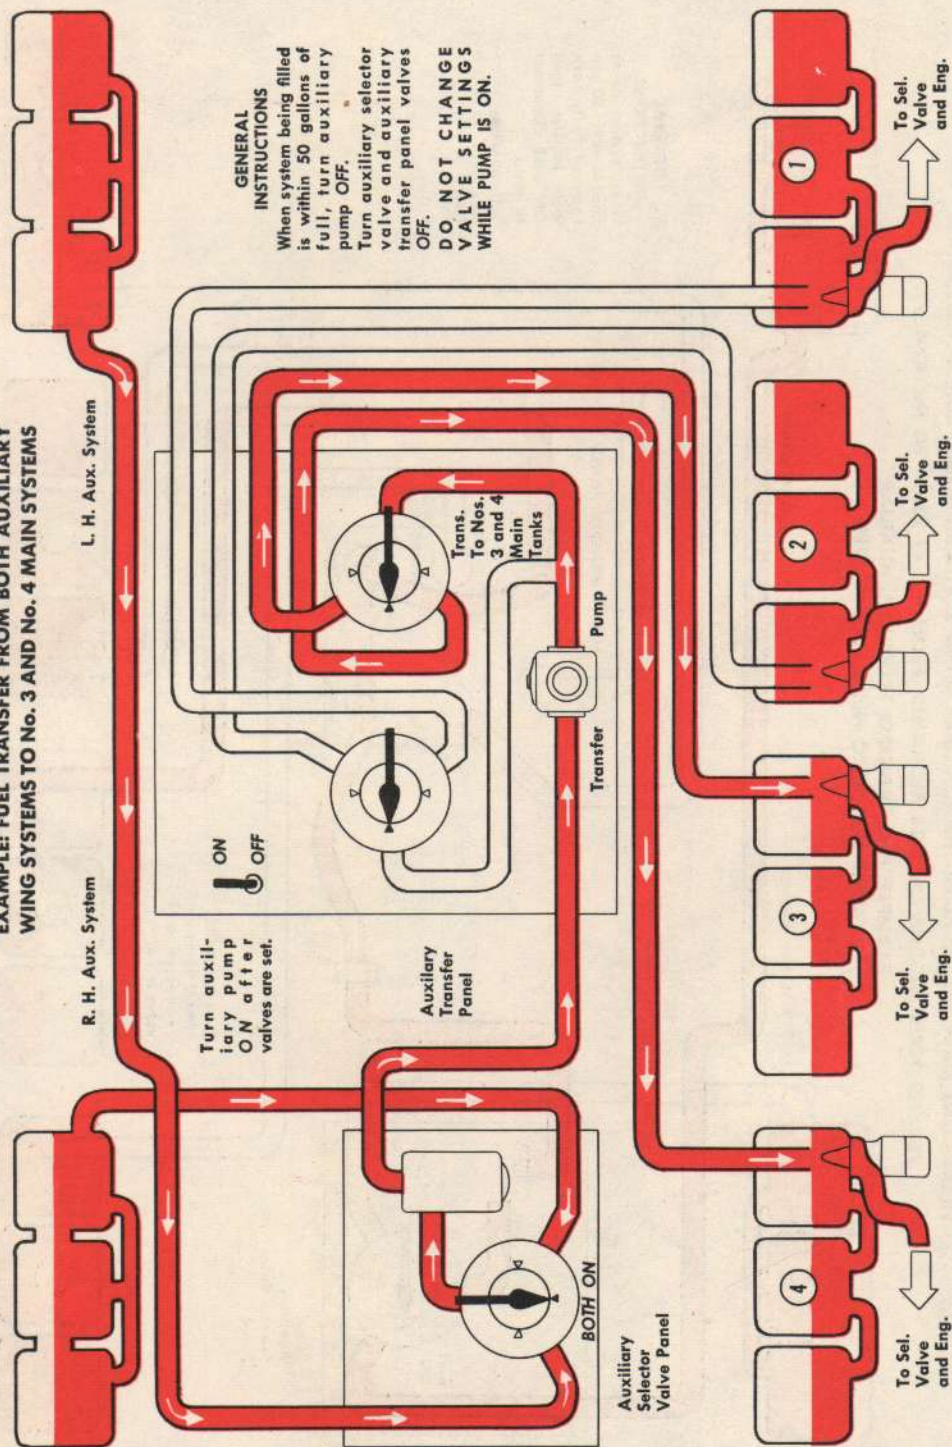 EXAMPLE: FUEL TRANSFER FROM BOTH AUXILIARY
WING SYSTEMS TO No. 3 AND No. 4 MAIN SYSTEMS
R. H. Aux. System
L. H. Aux. System
GENERAL
INSTRUCTIONS
When system being filled
is within 50 gallons of
full, turn auxiliary
pump OFF.
Turn auxiliary selector
valve and auxiliary
transfer panel valves
OFF.
DO NOT CHANGE
VALVE SETTINGS
WHILE PUMP IS ON.
Turn auxil-
iary pump
ON after
valves are set.
ON
OFF
Auxilary
Transfer
Panel
Trans.
To Nos.
3 and 4
Main
Tanks
Transfer
Pump
BOTH ON
Auxiliary
Selector
Valve Panel
4
3
2
1
To Sel.
Valve
and Eng.
To Sel.
Valve
and Eng.
To Sel.
Valve
and Eng.
To Sel.
Valve
and Eng.